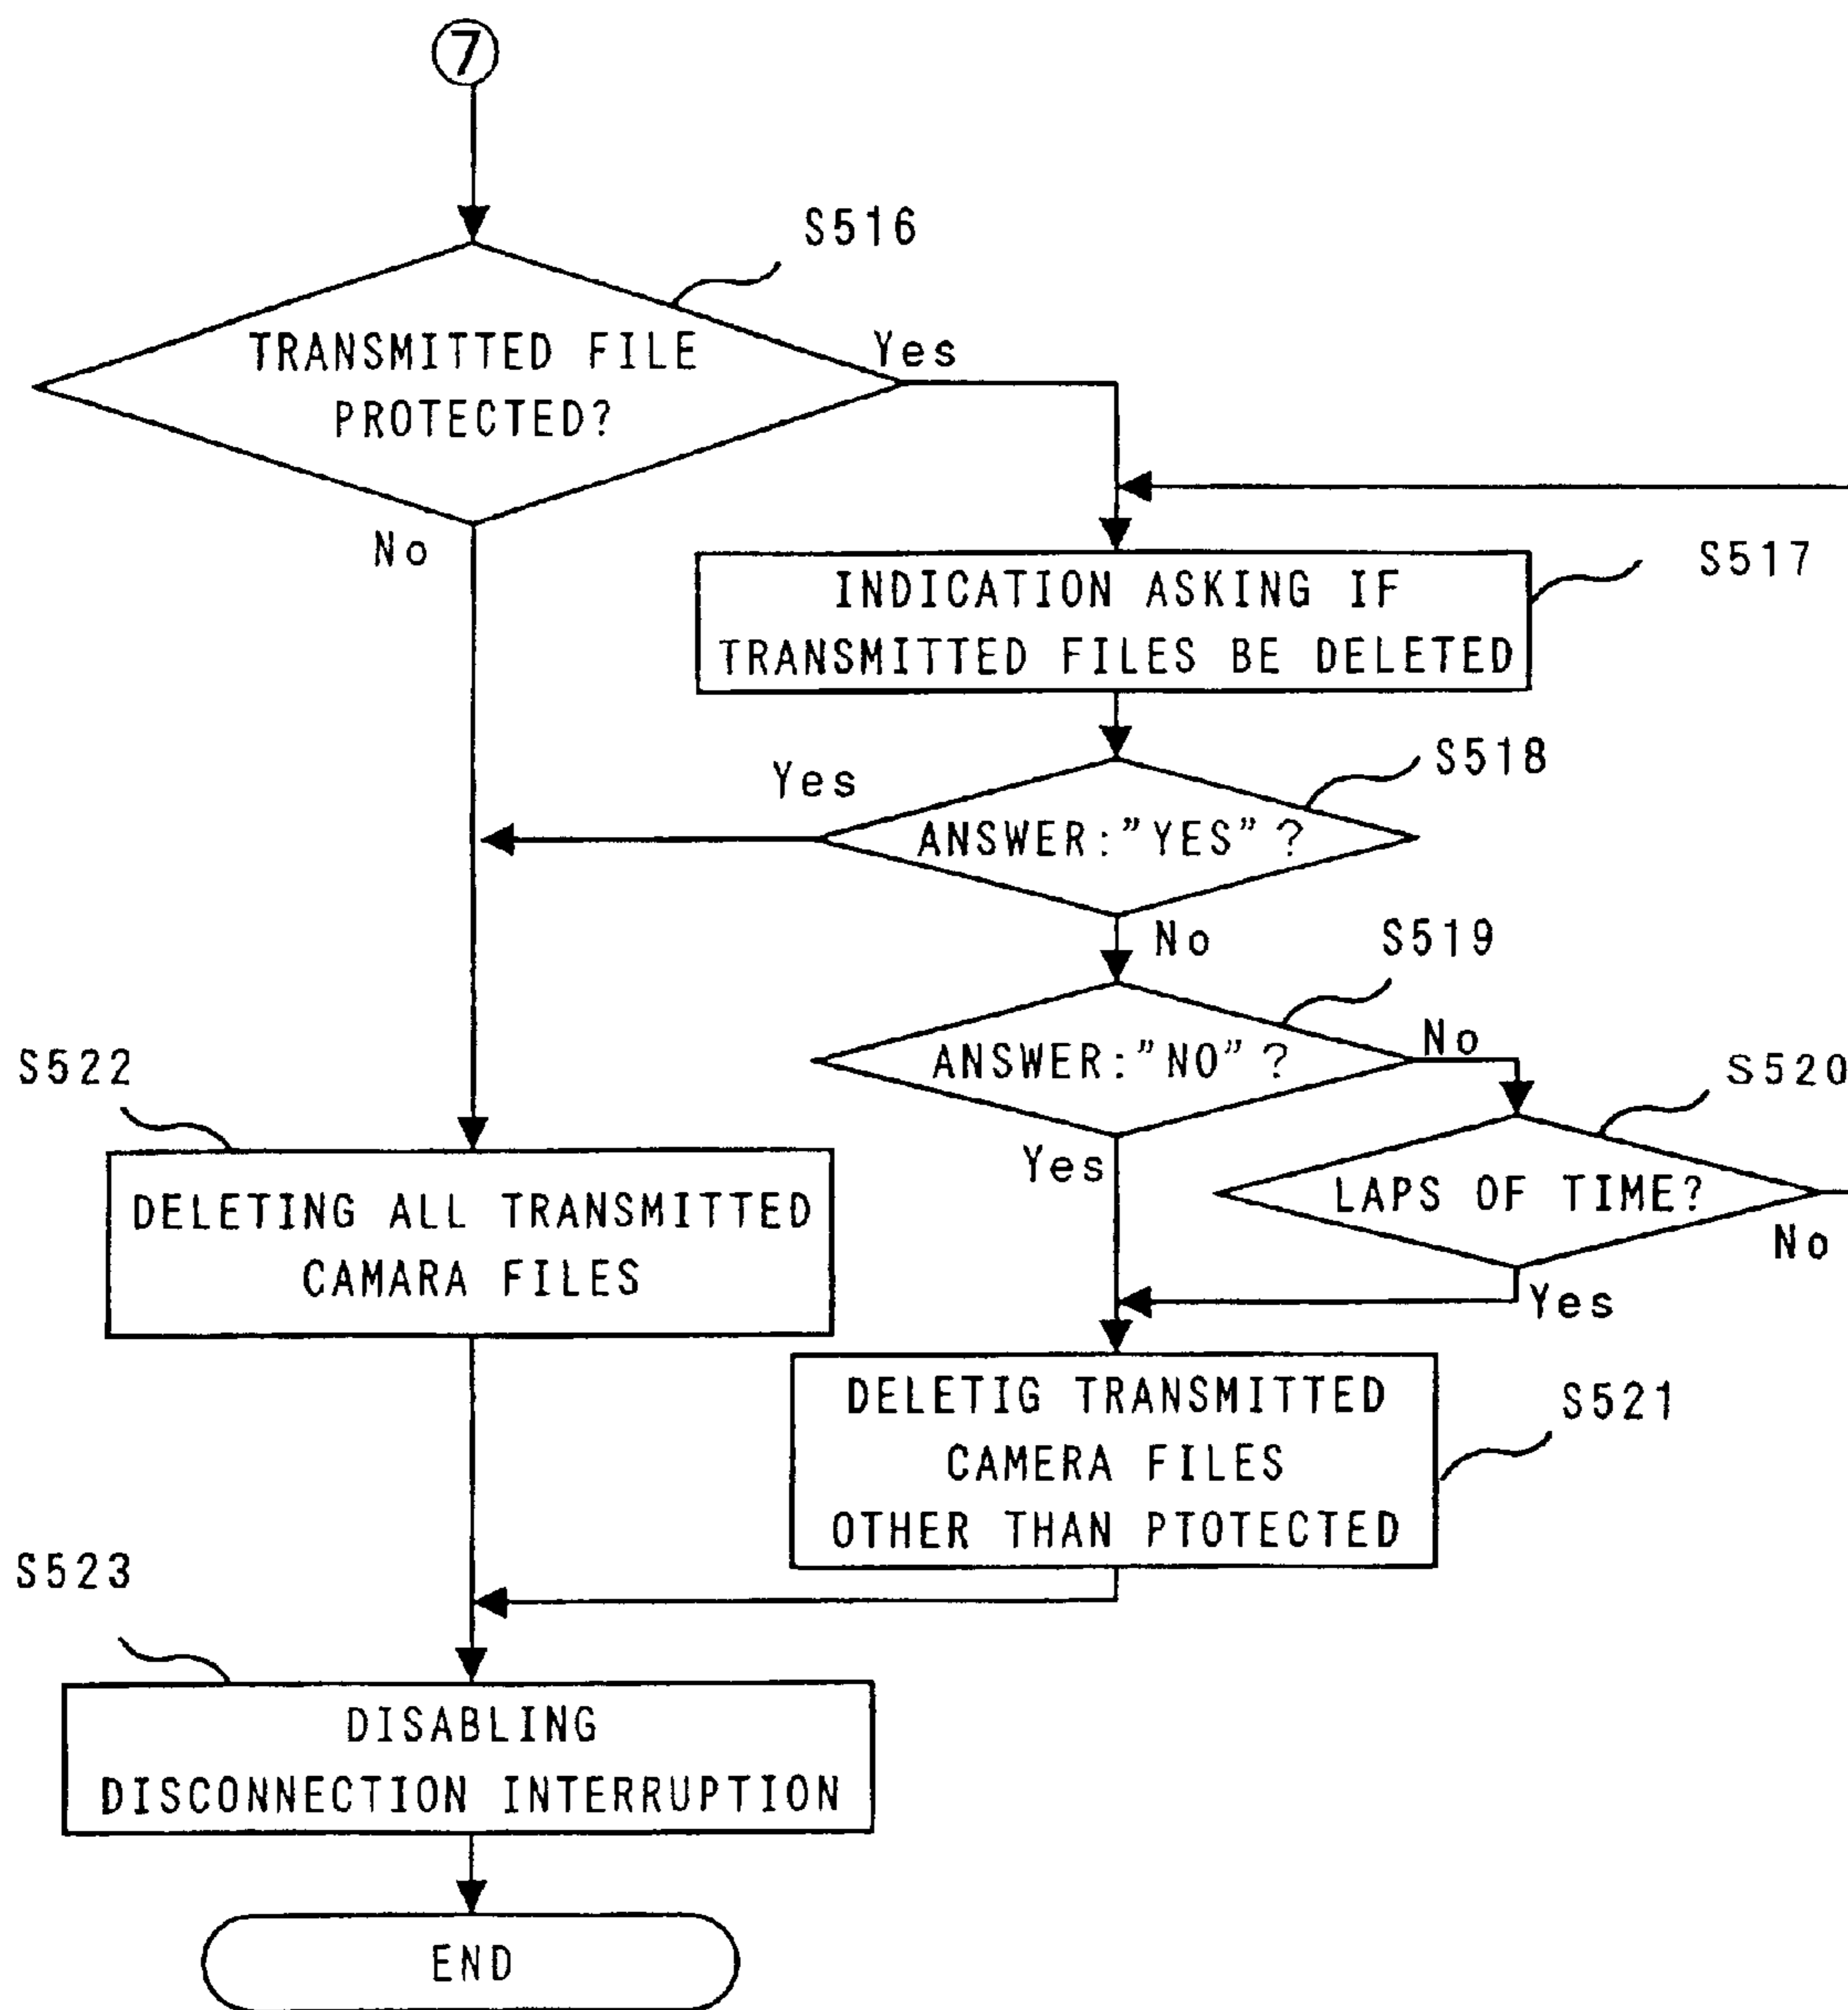 7
S516
TRANSMITTED FILE
PROTECTED?
Yes
No
S517
INDICATION ASKING IF
TRANSMITTED FILES BE DELETED
S518
Yes
ANSWER:"YES"?
No
S519
ANSWER:"NO"?
No
S520
Yes
LAPS OF TIME?
No
Yes
S522
DELETING ALL TRANSMITTED
CAMARA FILES
S521
DELETIG TRANSMITTED
CAMERA FILES
OTHER THAN PTOTECTED
S523
DISABLING
DISCONNECTION INTERRUPTION
END